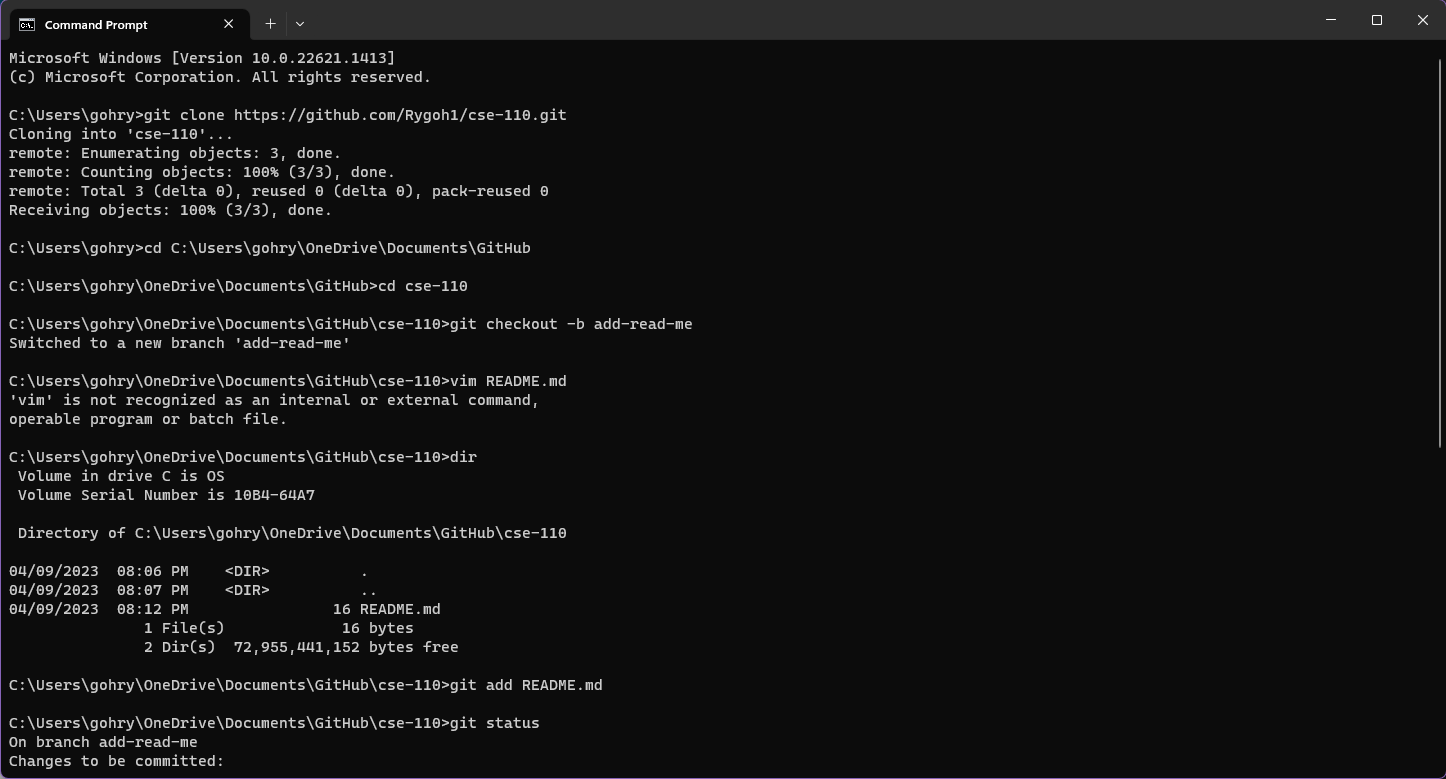 Command Prompt
Microsoft Windows [Version 10.0.22621.1413]
(c) Microsoft Corporation. All rights reserved.
C:\Users\gohry>git clone https://github.com/Rygoh1/cse-110.git
Cloning into 'cse-110'...
remote: Enumerating objects: 3, done.
remote: Counting objects: 100% (3/3), done.
remote: Total 3 (delta 0), reused 0 (delta 0), pack-reused 0
Receiving objects: 100% (3/3), done.
C:\Users\gohry>cd C:\Users\gohry\OneDrive\Documents\GitHub
C:\Users\gohry\OneDrive\Documents\GitHub>cd cse-110
C:\Users\gohry\OneDrive\Documents\GitHub\cse-110>git checkout -b add-read-me
Switched to a new branch 'add-read-me'
C:\Users\gohry\OneDrive\Documents\GitHub\cse-110>vim README.md
'vim' is not recognized as an internal or external command,
operable program or batch file.
C:\Users\gohry\OneDrive\Documents\GitHub\cse-110>dir
 Volume in drive C is OS
 Volume Serial Number is 10B4-64A7
 Directory of C:\Users\gohry\OneDrive\Documents\GitHub\cse-110
04/09/2023  08:06 PM    <DIR>          .
04/09/2023  08:07 PM    <DIR>          ..
04/09/2023  08:12 PM                16 README.md
               1 File(s)             16 bytes
               2 Dir(s)  72,955,441,152 bytes free
C:\Users\gohry\OneDrive\Documents\GitHub\cse-110>git add README.md
C:\Users\gohry\OneDrive\Documents\GitHub\cse-110>git status
On branch add-read-me
Changes to be committed: